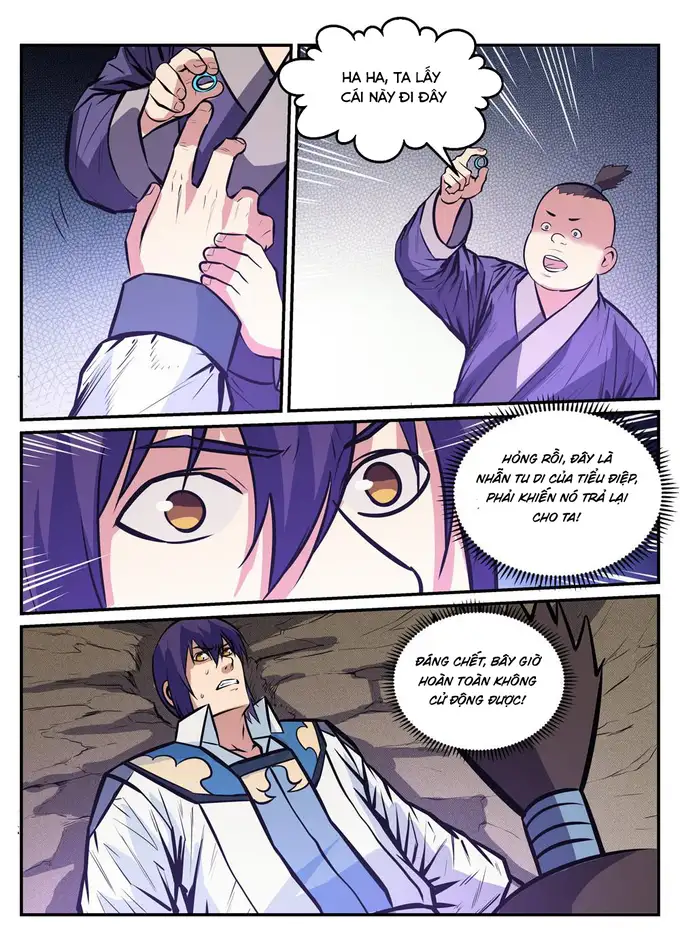 HA HA, TA LẤY
CÁI NÀY ĐI ĐÂY
HỎNG RỒI, ĐÂY LÀ
NHẪN TU DI CỦA TIỂU ĐIỆP,
PHẢI KHIẾN NÓ TRẢ LẠI
CHO TA!
ĐÁNG CHẾT, BÂY GIỜ
HOÀN TOÀN KHÔNG
CỬ ĐỘNG ĐƯỢC!